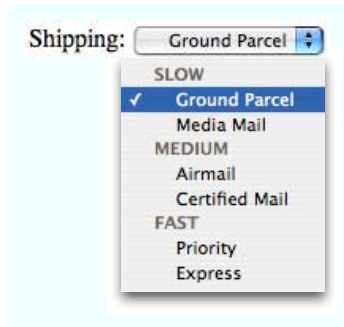 Shipping: Ground Parcel
SLOW
✓ Ground Parcel
Media Mail
MEDIUM
Airmail
Certified Mail
FAST
Priority
Express